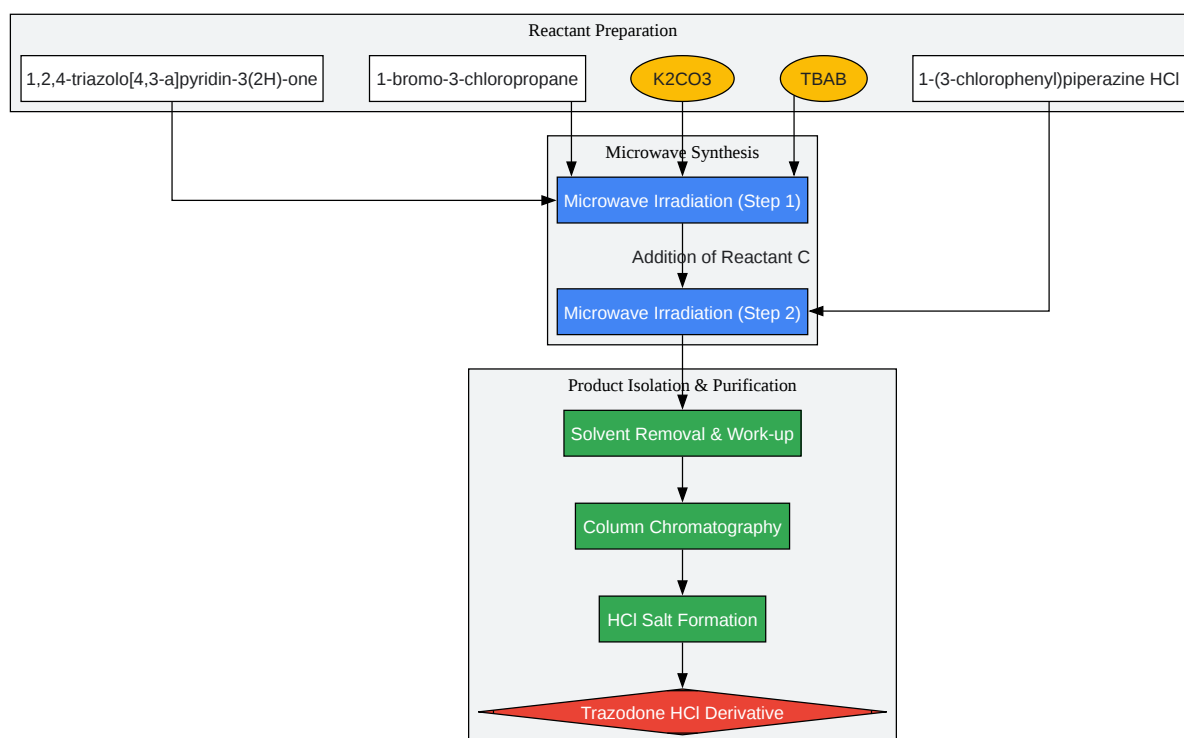 Reactant Preparation
1,2,4-triazolo[4,3-a]pyridin-3(2H)-one
1-bromo-3-chloropropane
K2CO3
TBAB
1-(3-chlorophenyl)piperazine HCl
Microwave Synthesis
Microwave Irradiation (Step 1)
Addition of Reactant C
Microwave Irradiation (Step 2)
Product Isolation & Purification
Solvent Removal & Work-up
Column Chromatography
HCl Salt Formation
Trazodone HCl Derivative